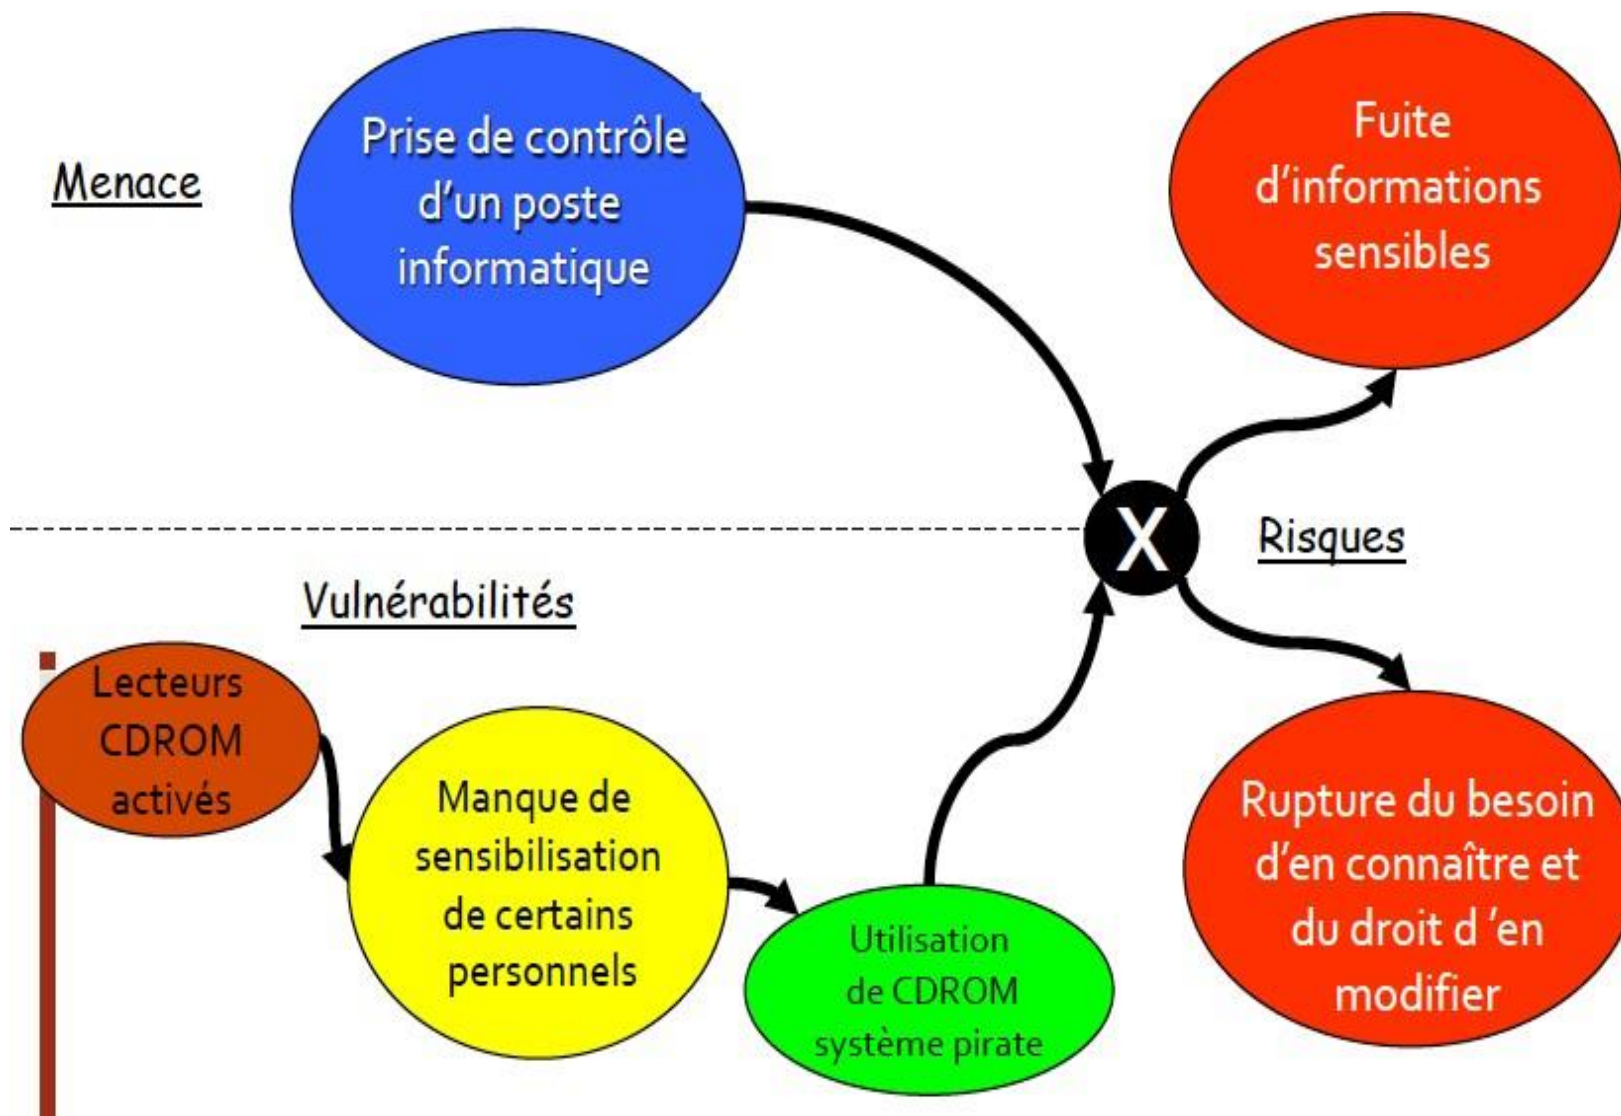 Menace
Prise de contrôle
d'un poste
informatique
Fuite
d'informations
sensibles
X
Risques
Vulnérabilités
Lecteurs
CDROM
activés
Manque de
sensibilisation
de certains
personnels
Utilisation
de CDROM
système pirate
Rupture du besoin
d'en connaître et
du droit d 'en
modifier